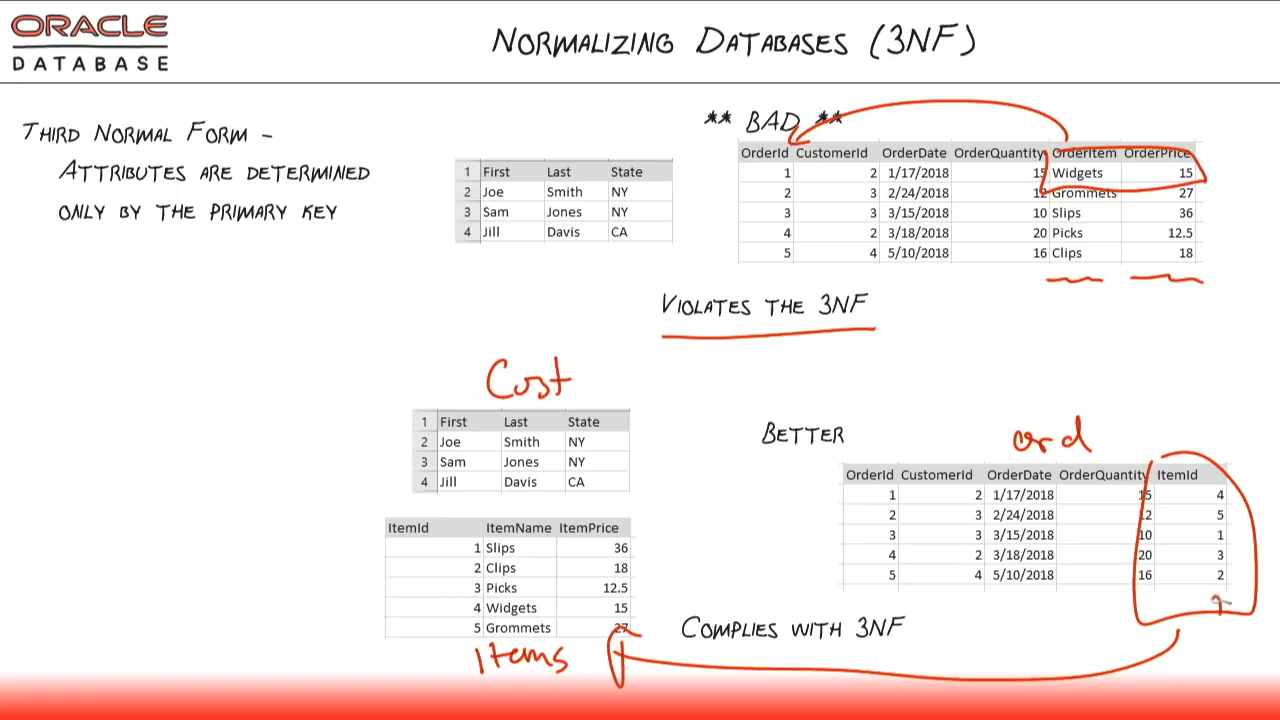 ORACLE
DATABASE
NORMALIZING DATABASES (3NF)
THIRD NORMAL FORM -
ATTRIBUTES ARE DETERMINED
ONLY BY THE PRIMARY KEY
1 First Last State
2 Joe Smith NY
3 Sam Jones NY
4 Jill Davis CA
** BAD **
OrderId CustomerId OrderDate OrderQuantity OrderItem OrderPrice
1 2 1/17/2018 15 Widgets 15
2 3 2/24/2018 12 Grommets 27
3 3 3/15/2018 10 Slips 36
4 2 3/18/2018 20 Picks 12.5
5 4 5/10/2018 16 Clips 18
VIOLATES THE 3NF
Cost
1 First Last State
2 Joe Smith NY
3 Sam Jones NY
4 Jill Davis CA
ItemId ItemName ItemPrice
1 Slips 36
2 Clips 18
3 Picks 12.5
4 Widgets 15
5 Grommets 27
Items
BETTER
ord
OrderId CustomerId OrderDate OrderQuantity ItemId
1 2 1/17/2018 15 4
2 3 2/24/2018 12 5
3 3 3/15/2018 10 1
4 2 3/18/2018 20 3
5 4 5/10/2018 16 2
COMPLIES WITH 3NF